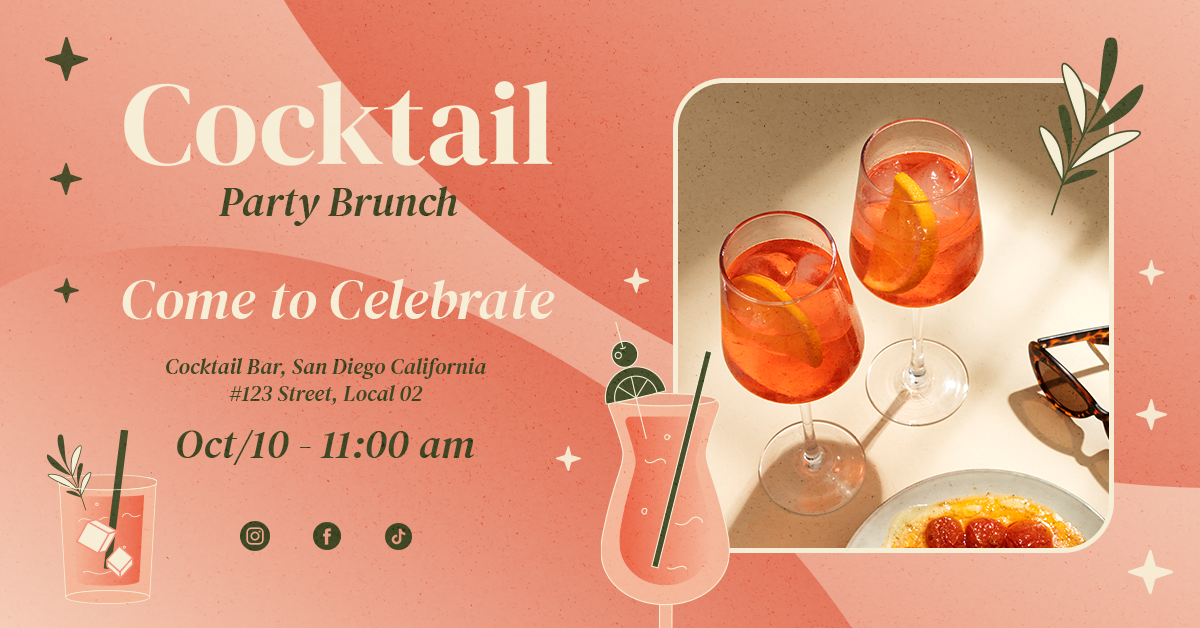 Cocktail
Party Brunch
Come to Celebrate
Cocktail Bar, San Diego California
#123 Street, Local 02
Oct/10 - 11:00 am